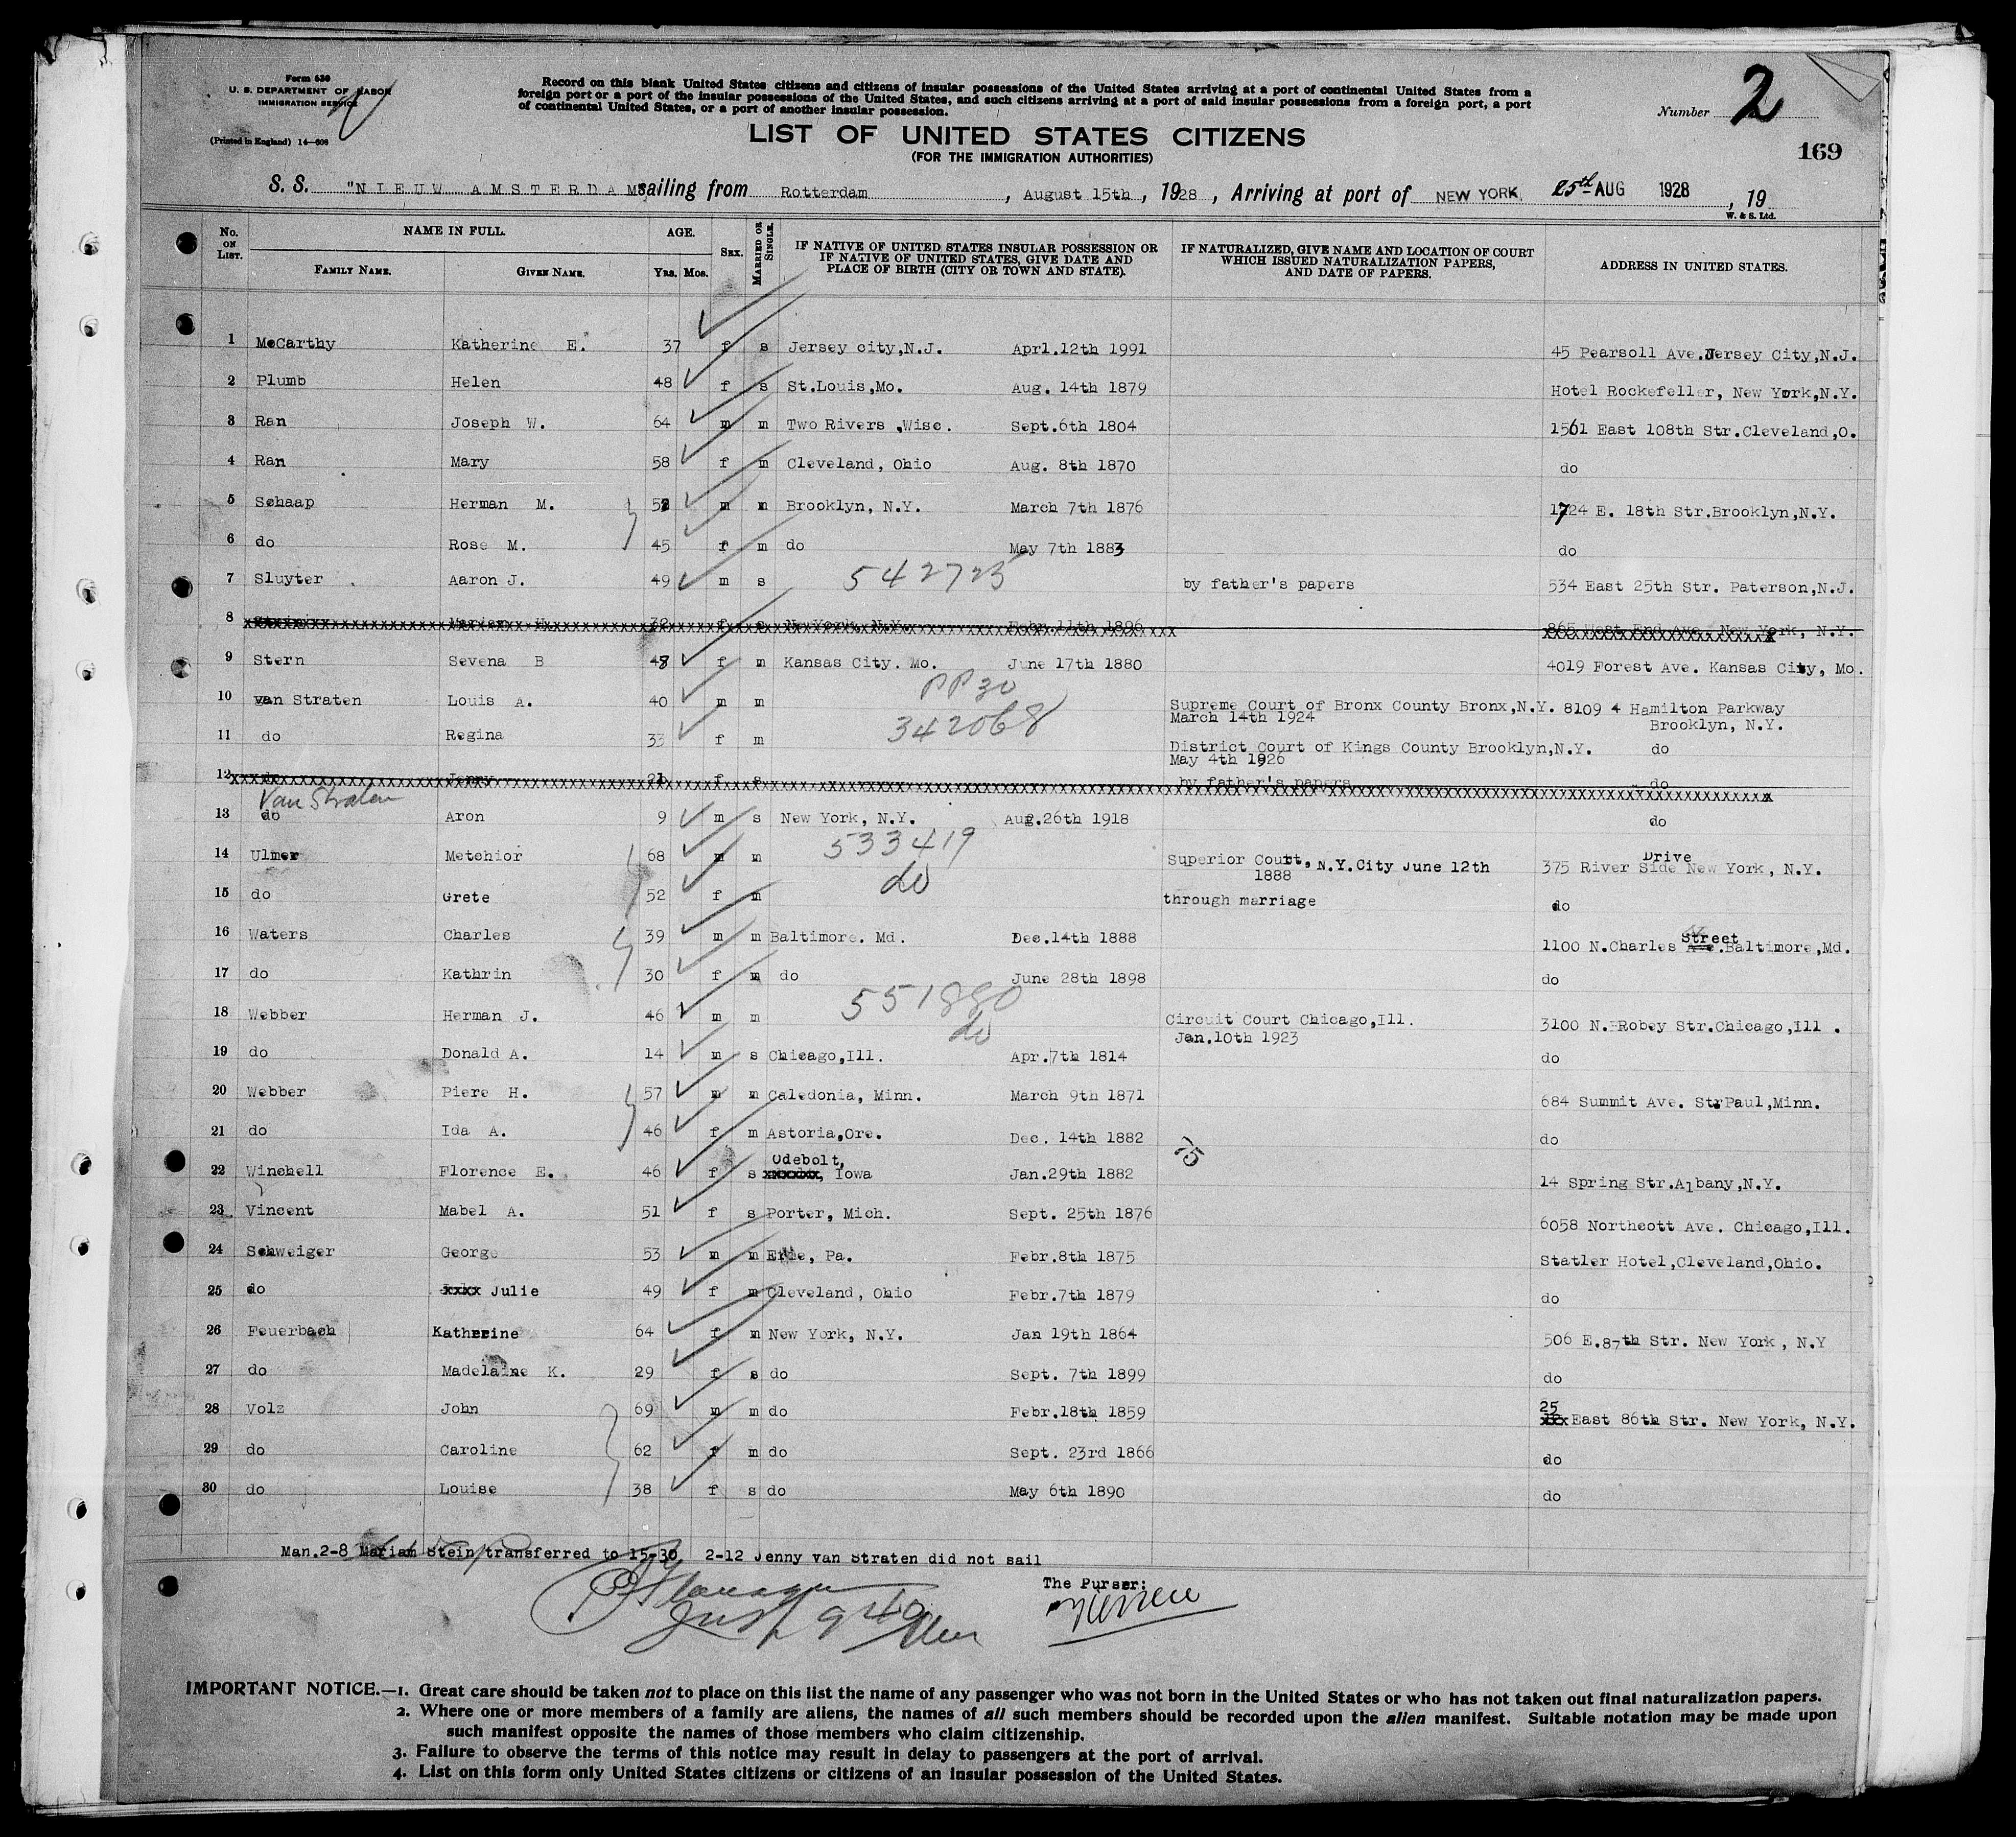 Form 630
U. S. DEPARTMENT OF LABOR
IMMIGRATION SERVICE
(Printed in England) 14—608
Record on this blank United States citizens and citizens of insular possessions of the United States arriving at a port of continental United States from a
foreign port or a port of the insular possessions of the United States, and such citizens arriving at a port of said insular possessions from a foreign port, a port
of continental United States, or a port of another insular possession.
Number 2
LIST OF UNITED STATES CITIZENS
(FOR THE IMMIGRATION AUTHORITIES)
169
S. S. "NIEUW AMSTERDAM" sailing from Rotterdam, August 15th, 1928, Arriving at port of NEW YORK, 25th AUG 1928, 19
W. & S. Ltd.
No. ON LIST. NAME IN FULL. AGE. SEX. MARRIED OR SINGLE. IF NATIVE OF UNITED STATES INSULAR POSSESSION OR IF NATIVE OF UNITED STATES, GIVE DATE AND PLACE OF BIRTH (CITY OR TOWN AND STATE). IF NATURALIZED, GIVE NAME AND LOCATION OF COURT WHICH ISSUED NATURALIZATION PAPERS, AND DATE OF PAPERS. ADDRESS IN UNITED STATES.
FAMILY NAME. GIVEN NAME. YRS. MOS.
1 McCarthy Katherine E. 37 f s Jersey city,N.J. Aprl.12th 1991 45 Pearsoll Ave.Jersey City,N.J.
2 Plumb Helen 48 f s St.Louis,Mo. Aug. 14th 1879 Hotel Rockefeller, New York,N.Y.
3 Ran Joseph W. 64 m m Two Rivers ,Wisc. Sept.6th 1804 1561 East 108th Str.Cleveland,O.
4 Ran Mary 58 f m Cleveland, Ohio Aug. 8th 1870 do
5 Schaap Herman M. 52 m m Brooklyn, N.Y. March 7th 1876 1724 E. 18th Str.Brooklyn,N.Y.
6 do Rose M. 45 f m do May 7th 1883 do
7 Sluyter Aaron J. 49 m s 542725 by father's papers 534 East 25th Str. Paterson,N.J.
8 Mariam 32 f s New York, N.Y. Febr.11th 1896 865 West End Ave. New York, N.Y.
9 Stern Sevena B 48 f m Kansas City. Mo. June 17th 1880 4019 Forest Ave. Kansas City, Mo.
PP 30
10 van Straten Louis A. 40 m m 342068 Supreme Court of Bronx County Bronx,N.Y. 8109 4 Hamilton Parkway
March 14th 1924 Brooklyn, N.Y.
11 do Regina 33 f m District Court of Kings County Brooklyn,N.Y. do
May 4th 1926
12 do Jenny 21 f s by father's papers do
Van Straten
13 do Aron 9 m s New York, N.Y. Aug.26th 1918 do
533419
14 Ulmer Metchior 68 m m Superior Court, N.Y.City June 12th 375 River Side Drive New York, N.Y.
1888
do
15 do Grete 52 f m through marriage do
16 Waters Charles 39 m m Baltimore. Md. Dec.14th 1888 1100 N.Charles Street.Baltimore,Md.
17 do Kathrin 30 f m do June 28th 1898 do
551880
18 Webber Herman J. 46 m m Circuit Court Chicago,Ill. 3100 N. Robey Str.Chicago,Ill .
do Jan.10th 1923
19 do Donald A. 14 m s Chicago,Ill. Apr.7th 1814 do
20 Webber Piere H. 57 m m Caledonia, Minn. March 9th 1871 684 Summit Ave. Str.Paul,Minn.
21 do Ida A. 46 f m Astoria,Ore. Dec. 14th 1882 do
75
22 Winchell Florence E. 46 f s Odebolt, Iowa Jan.29th 1882 14 Spring Str.Albany,N.Y.
23 Vincent Mabel A. 51 f s Porter, Mich. Sept. 25th 1876 6058 Northcott Ave. Chicago,Ill.
24 Schweiger George 53 m m Erie, Pa. Febr.8th 1875 Statler Hotel,Cleveland,Ohio.
25 do xxxx Julie 49 f m Cleveland, Ohio Febr.7th 1879 do
26 Feuerbach Katherine 64 f m New York, N.Y. Jan 19th 1864 506 E.87th Str. New York, N.Y
27 do Madelaine K. 29 f s do Sept. 7th 1899 do
28 Volz John 69 m m do Febr.18th 1859 25 East 86th Str. New York, N.Y.
29 do Caroline 62 f m do Sept. 23rd 1866 do
30 do Louise 38 f s do May 6th 1890 do
Man.2-8 Mariam Stein transferred to 15-30 2-12 Jenny van Straten did not sail
The Purser:
IMPORTANT NOTICE.—1. Great care should be taken not to place on this list the name of any passenger who was not born in the United States or who has not taken out final naturalization papers.
2. Where one or more members of a family are aliens, the names of all such members should be recorded upon the alien manifest. Suitable notation may be made upon
such manifest opposite the names of those members who claim citizenship.
3. Failure to observe the terms of this notice may result in delay to passengers at the port of arrival.
4. List on this form only United States citizens or citizens of an insular possession of the United States.